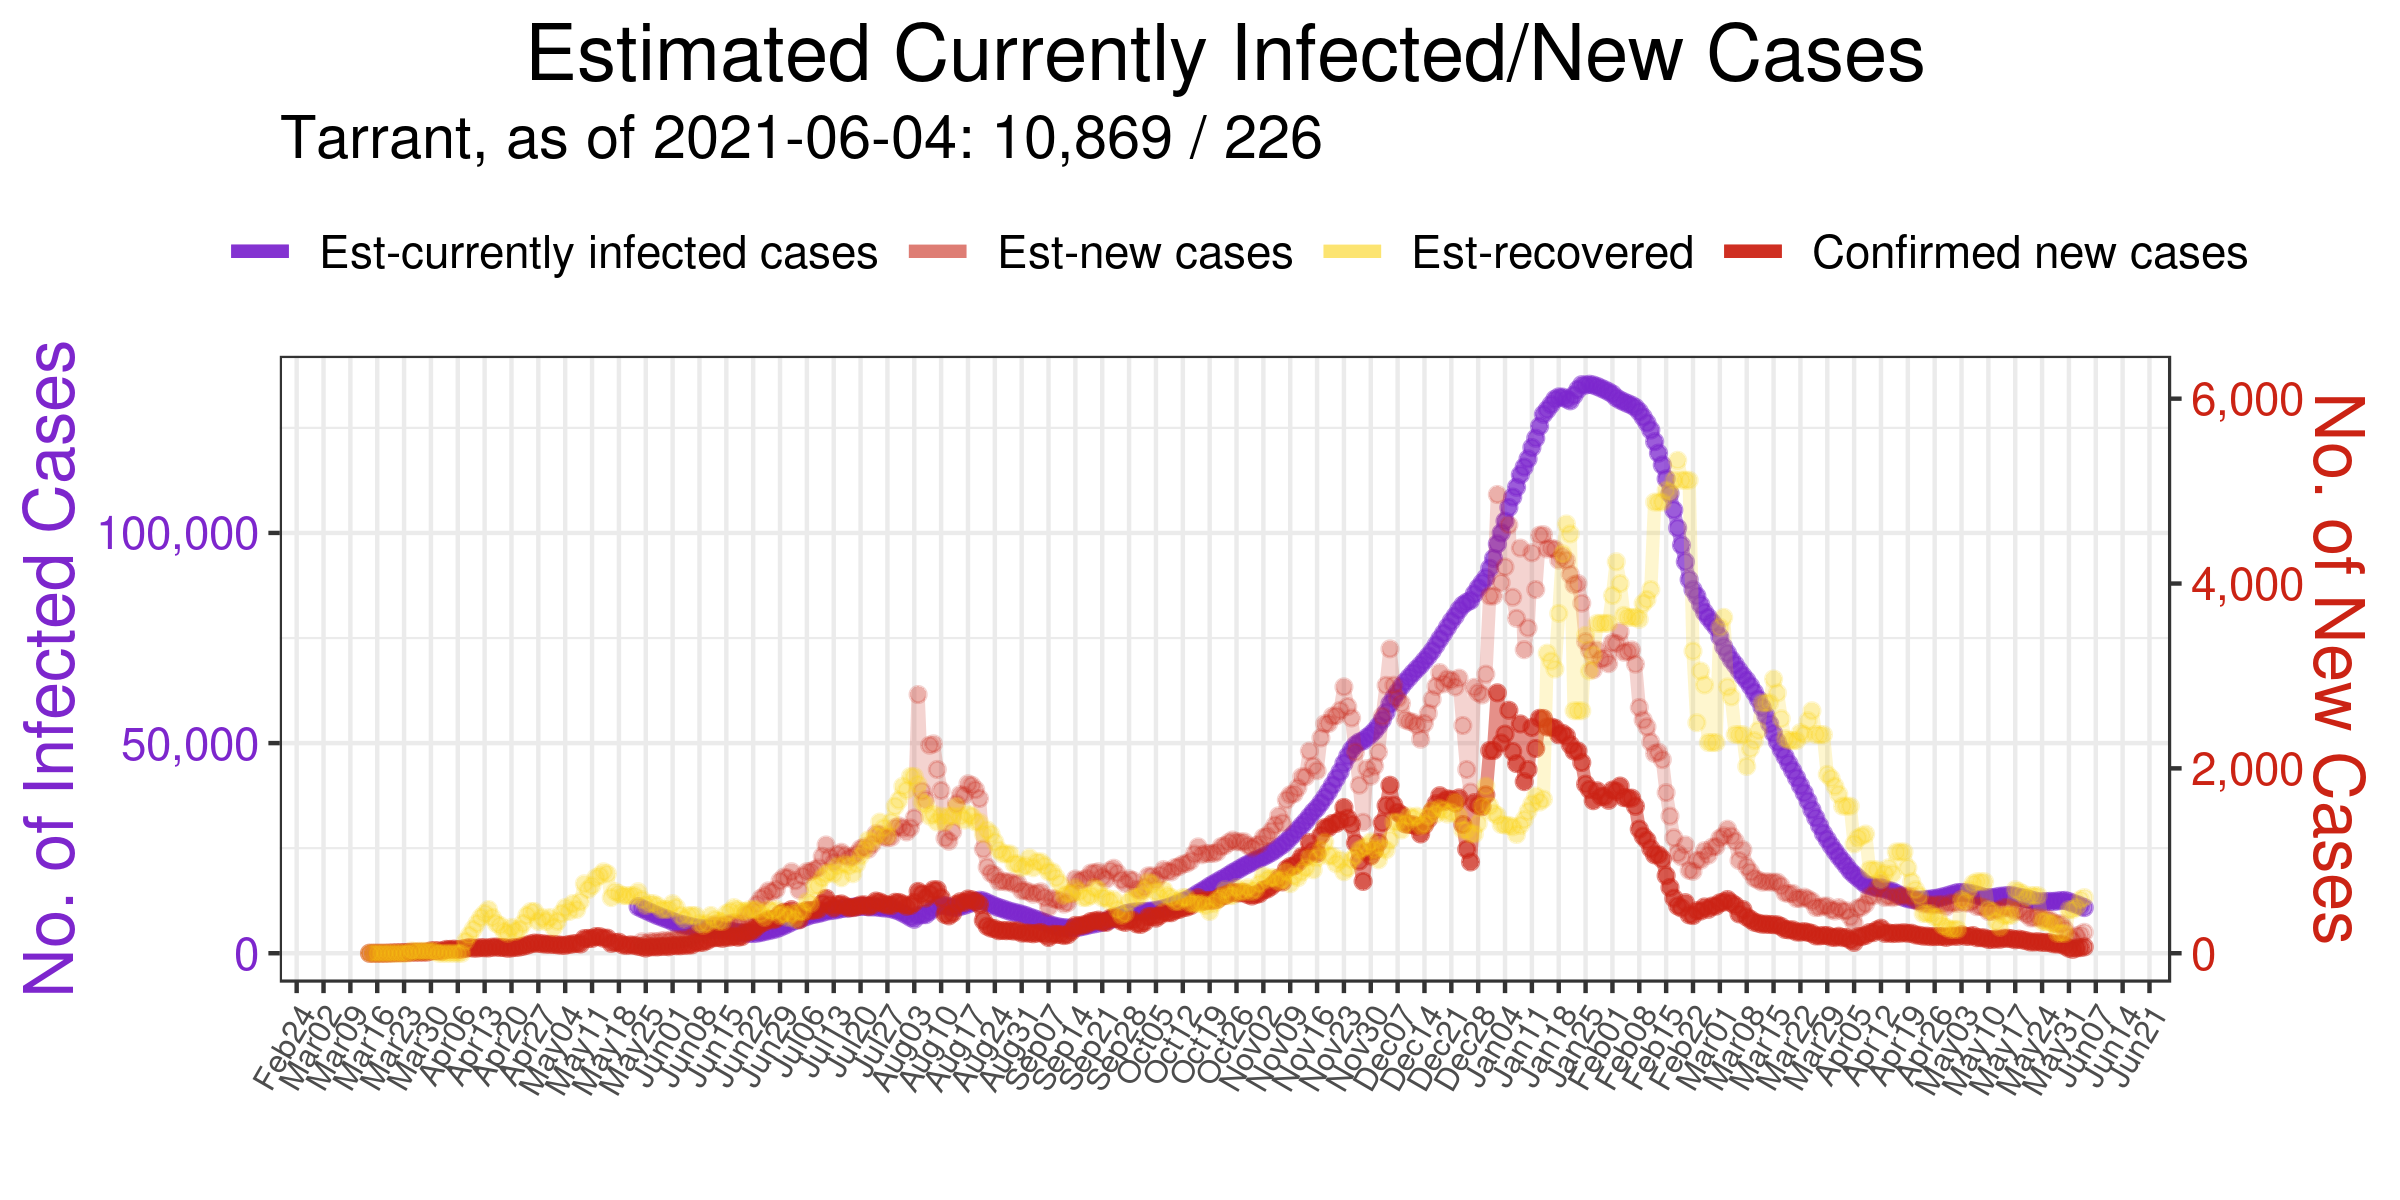 Estimated Currently Infected/New Cases
Tarrant, as of 2021-06-04: 10,869 / 226
Est-currently infected cases Est-new cases Est-recovered Confirmed new cases
No. of Infected Cases
100,000
50,000
0
6,000
4,000
2,000
0
No. of New Cases
Feb24 Mar02 Mar09 Mar16 Mar23 Mar30 Apr06 Apr13 Apr20 Apr27 May04 May11 May18 May25 Jun01 Jun08 Jun15 Jun22 Jun29 Jul06 Jul13 Jul20 Jul27 Aug03 Aug10 Aug17 Aug24 Aug31 Sep07 Sep14 Sep21 Sep28 Oct05 Oct12 Oct19 Oct26 Nov02 Nov09 Nov16 Nov23 Nov30 Dec07 Dec14 Dec21 Dec28 Jan04 Jan11 Jan18 Jan25 Feb01 Feb08 Feb15 Feb22 Mar01 Mar08 Mar15 Mar22 Mar29 Apr05 Apr12 Apr19 Apr26 May03 May10 May17 May24 May31 Jun07 Jun14 Jun21